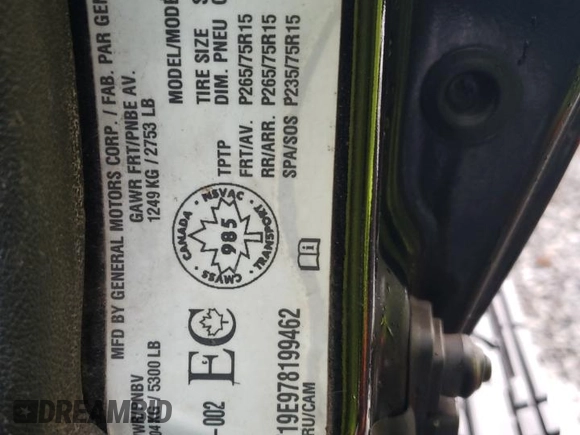 MFD BY GENERAL MOTORS CORP. / FAB. PAR GEN
GAWR FRT/PNBE AV.
1249 KG / 2753 LB
MODEL/MODE
TIRE SIZE
DIM. PNEU
TPTP
FRT/AV. P265/75R15
RR/ARR. P265/75R15
SPA/SOS P235/75R15
5300 LB
-002
EC
CANADA • NSVAC • TRANSPORT • CMVSS
985
19E978199462
RU/CAM
DREAMBID